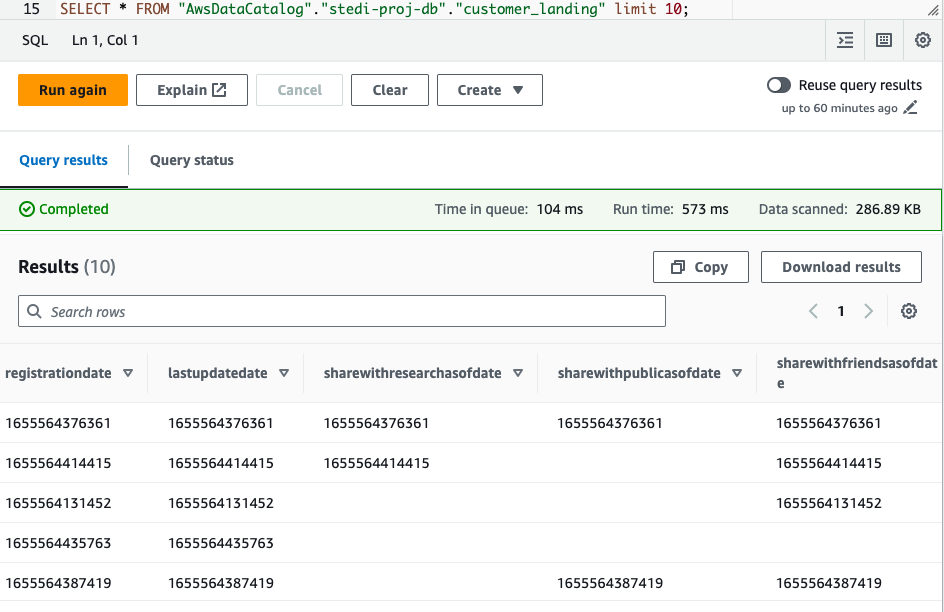 15 SELECT * FROM "AwsDataCatalog"."stedi-proj-db"."customer_landing" limit 10;
SQL Ln 1, Col 1
Run again Explain Cancel Clear Create Reuse query results
up to 60 minutes ago
Query results Query status
Completed Time in queue: 104 ms Run time: 573 ms Data scanned: 286.89 KB
Results (10) Copy Download results
Search rows 1
registrationdate lastupdatedate sharewithresearchasofdate sharewithpublicasofdate sharewithfriendsasofdat
e
1655564376361 1655564376361 1655564376361 1655564376361 1655564376361
1655564414415 1655564414415 1655564414415 1655564414415
1655564131452 1655564131452 1655564131452
1655564435763 1655564435763
1655564387419 1655564387419 1655564387419 1655564387419